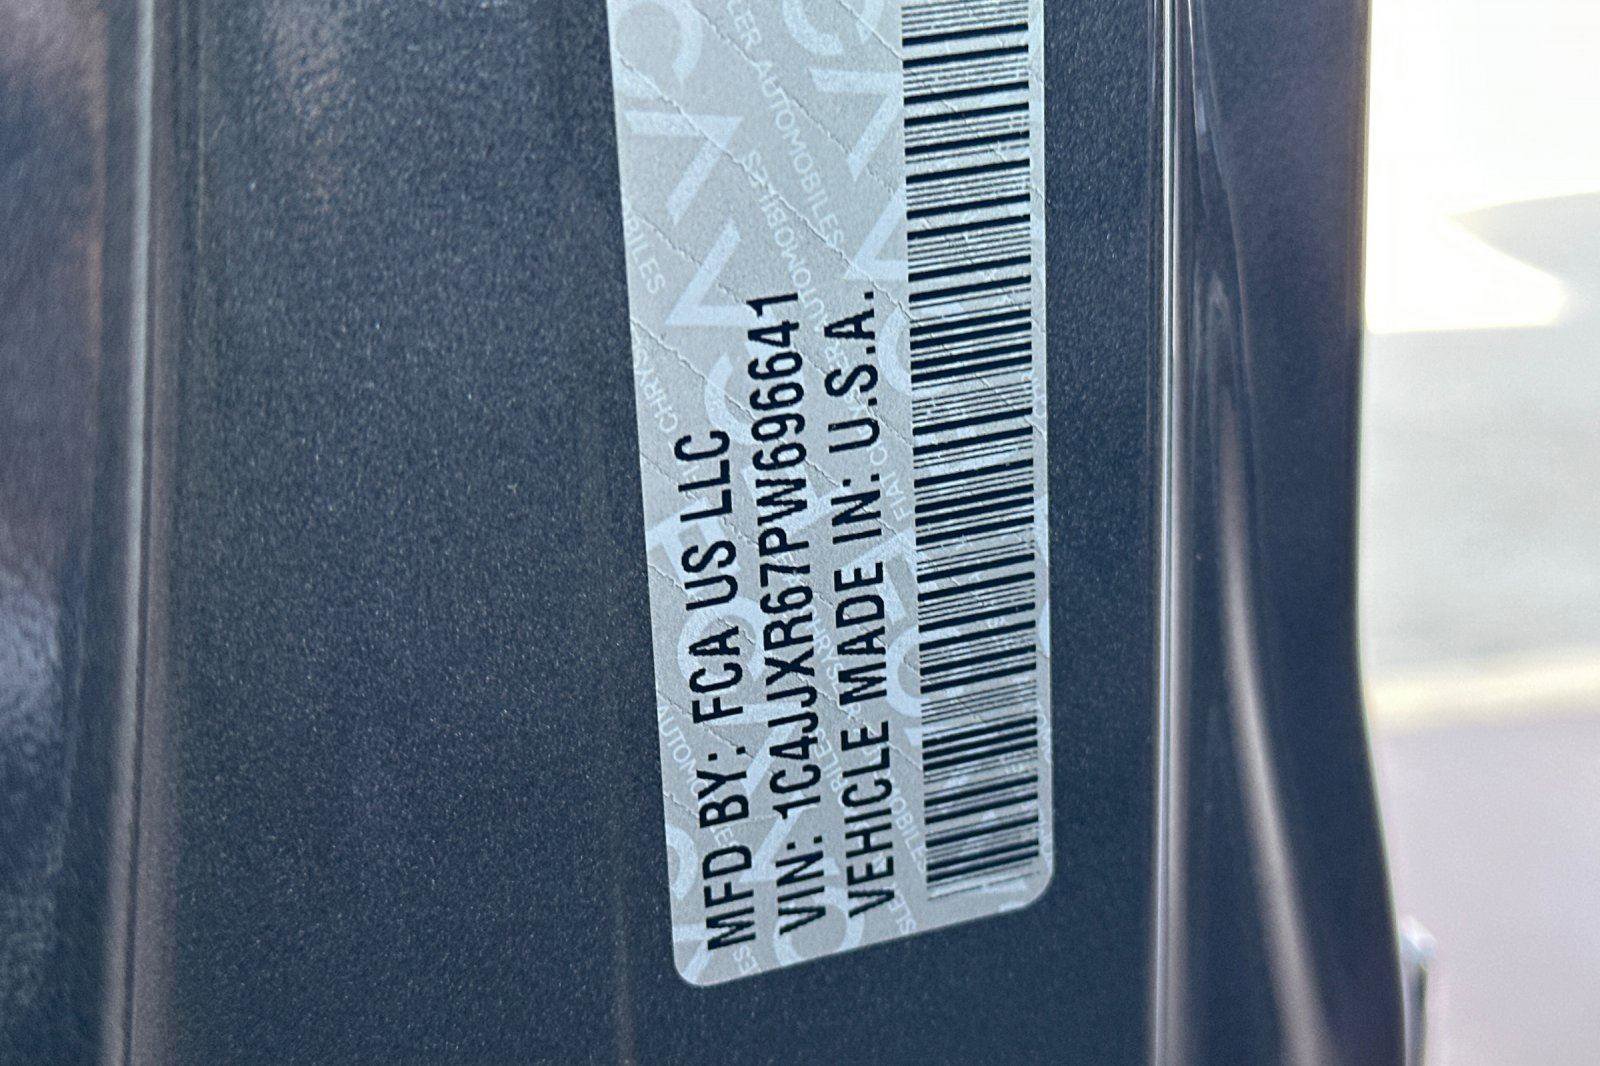 MFD BY: FCA US LLC
VIN: 1C4JJXR67PW696641
VEHICLE MADE IN: U.S.A.